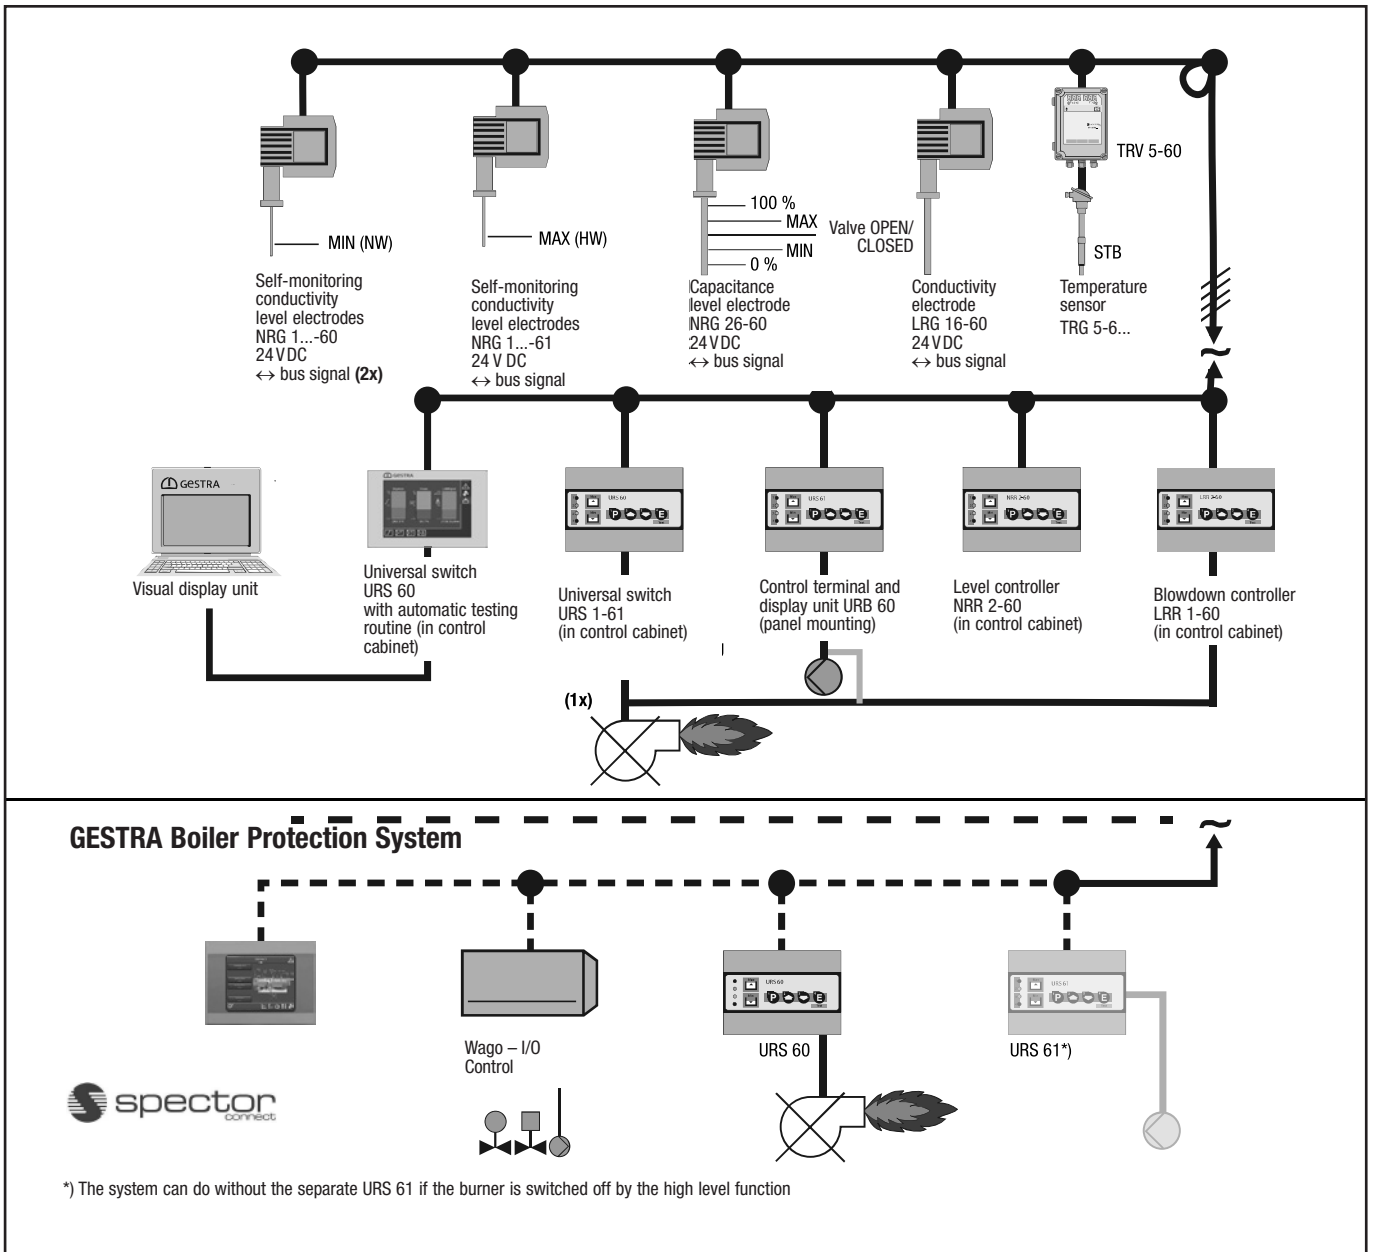 TRV 5-60
100 %
MAX
MIN (NW)
MAX (HW)
Valve OPEN/
CLOSED
MIN
0 %
STB
Self-monitoring
conductivity
level electrodes
NRG 1...-60
24 V DC
↔ bus signal (2x)
Self-monitoring
conductivity
level electrodes
NRG 1...-61
24 V DC
↔ bus signal
Capacitance
level electrode
NRG 26-60
24 V DC
↔ bus signal
Conductivity
electrode
LRG 16-60
24 V DC
↔ bus signal
Temperature
sensor
TRG 5-6...
GESTRA
GESTRA
URS 60
P E
URS 61
P E
NRR 2-60
P E
LRR 1-60
P E
Visual display unit
Universal switch
URS 60
with automatic testing
routine (in control
cabinet)
Universal switch
URS 1-61
(in control cabinet)
Control terminal and
display unit URB 60
(panel mounting)
Level controller
NRR 2-60
(in control cabinet)
Blowdown controller
LRR 1-60
(in control cabinet)
(1x)
GESTRA Boiler Protection System
URS 60
P E
URS 61
P E
Wago – I/O
Control
URS 60
URS 61*)
spector
connect
*) The system can do without the separate URS 61 if the burner is switched off by the high level function